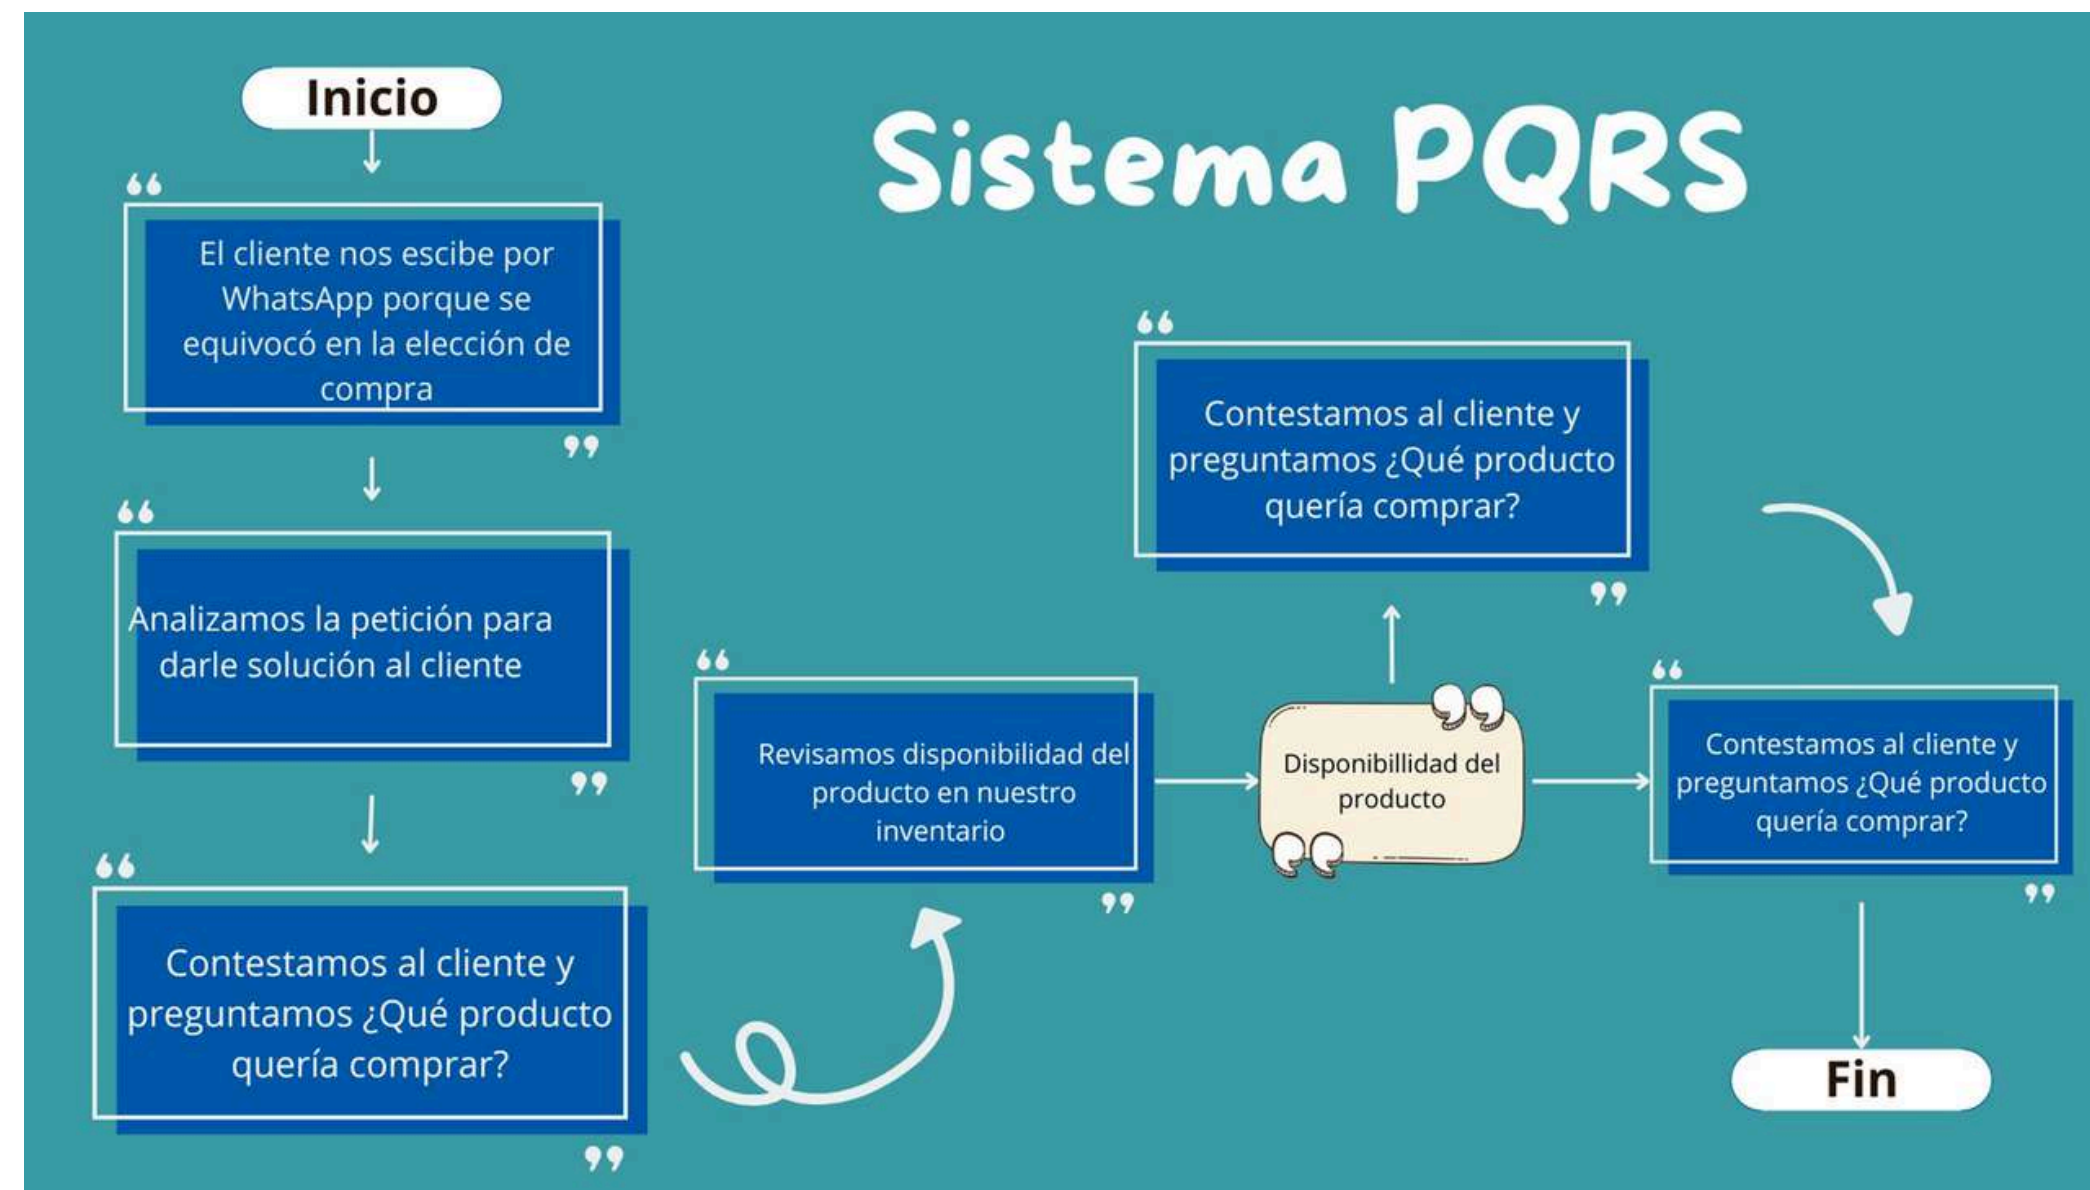 Inicio
Sistema PQRS
El cliente nos escibe por
WhatsApp porque se
equivocó en la elección de
compra
Analizamos la petición para
darle solución al cliente
Contestamos al cliente y
preguntamos ¿Qué producto
quería comprar?
Revisamos disponibilidad del
producto en nuestro
inventario
Disponibillidad del
producto
Contestamos al cliente y
preguntamos ¿Qué producto
quería comprar?
Contestamos al cliente y
preguntamos ¿Qué producto
quería comprar?
Fin